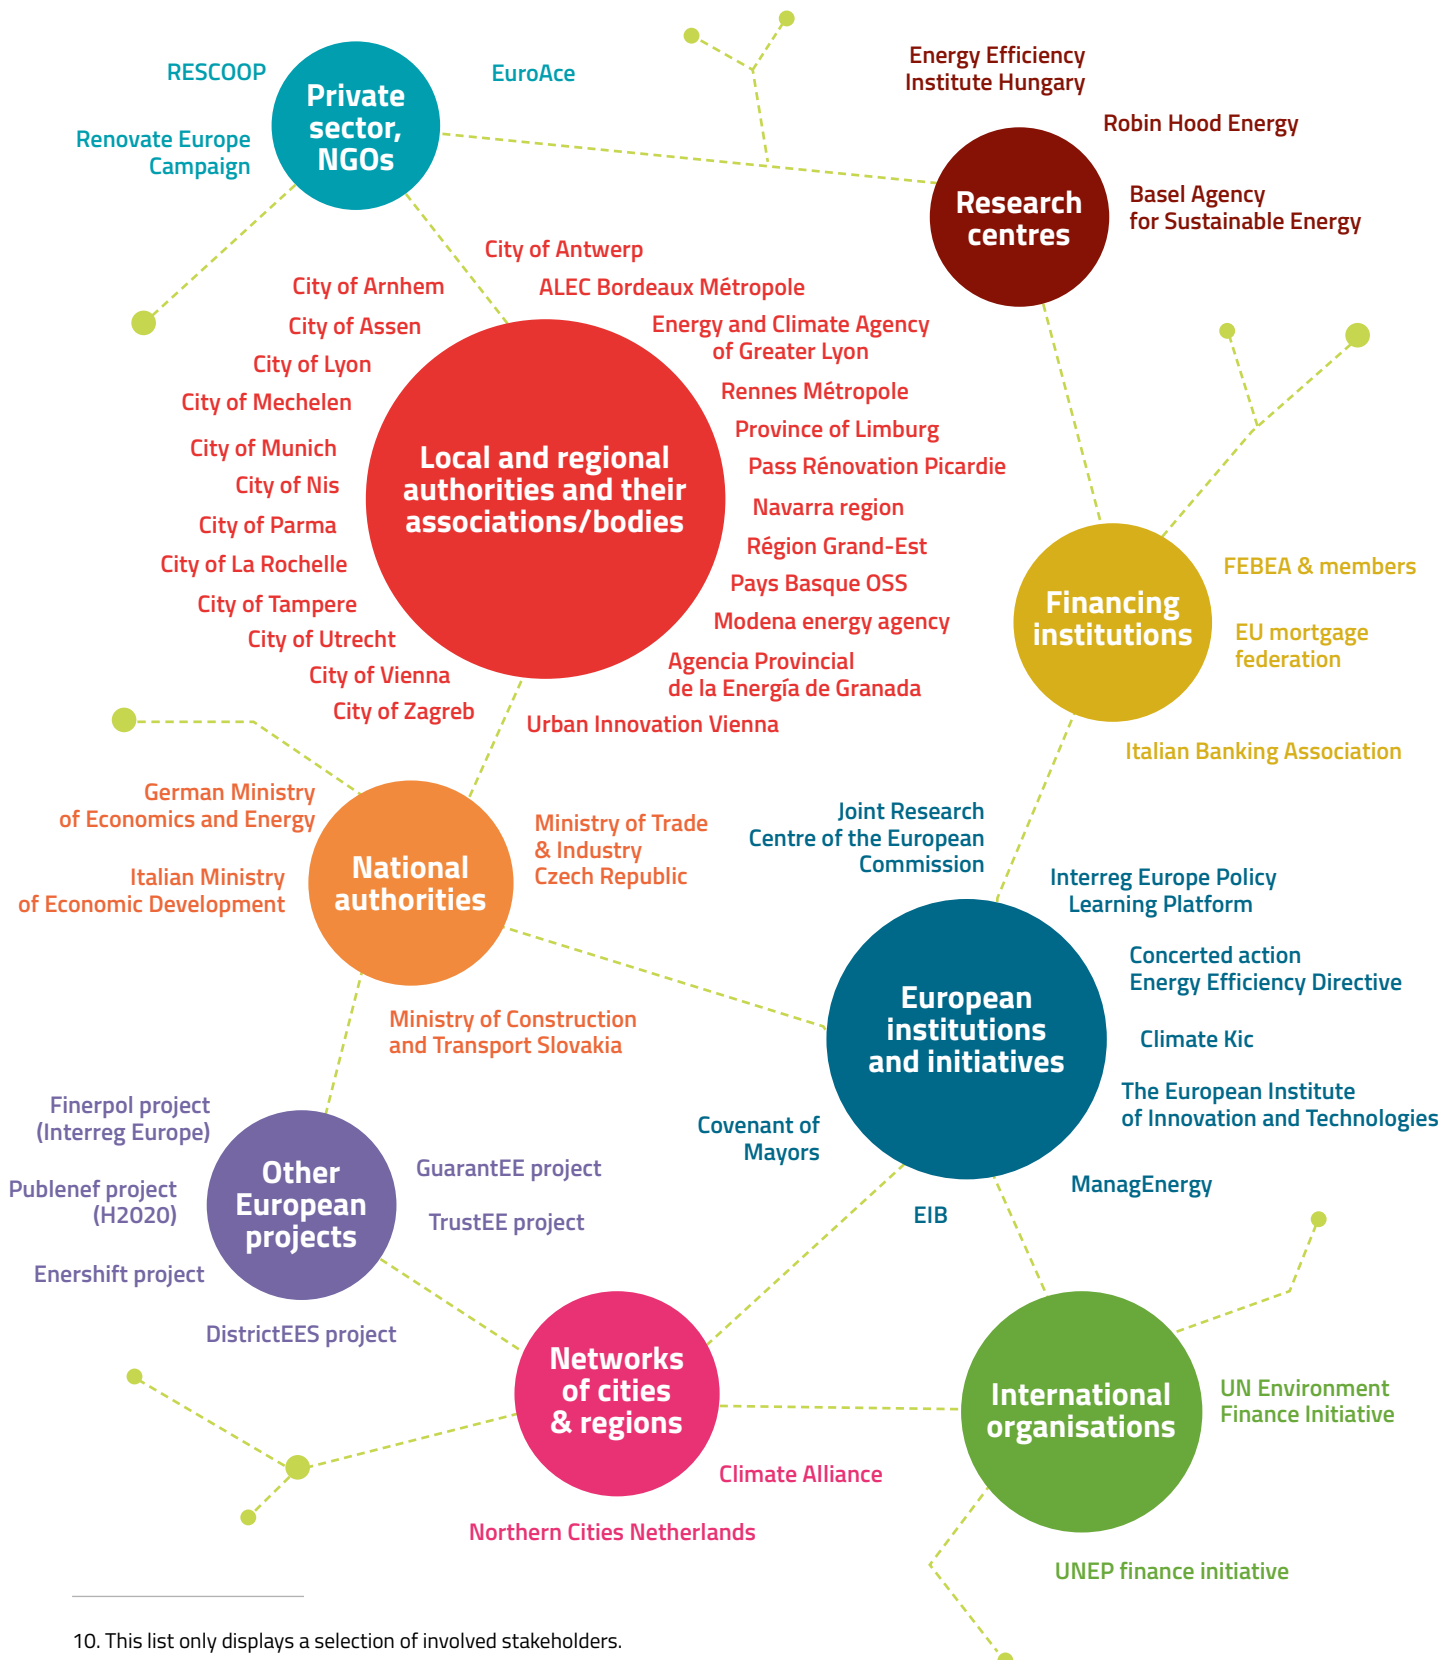 RESCOOP
Renovate Europe
Campaign
Private
sector,
NGOs
EuroAce
Energy Efficiency
Institute Hungary
Robin Hood Energy
Basel Agency
for Sustainable Energy
Research
centres
City of Antwerp
City of Arnhem
ALEC Bordeaux Métropole
City of Assen
Energy and Climate Agency
of Greater Lyon
City of Lyon
Rennes Métropole
City of Mechelen
Province of Limburg
City of Munich
Pass Rénovation Picardie
City of Nis
Navarra region
City of Parma
Région Grand-Est
City of La Rochelle
Pays Basque OSS
City of Tampere
Modena energy agency
City of Utrecht
Agencia Provincial
de la Energía de Granada
City of Vienna
City of Zagreb
Urban Innovation Vienna
Local and regional
authorities and their
associations/bodies
Financing
institutions
FEBEA & members
EU mortgage
federation
Italian Banking Association
German Ministry
of Economics and Energy
Italian Ministry
of Economic Development
National
authorities
Ministry of Trade
& Industry
Czech Republic
Ministry of Construction
and Transport Slovakia
Joint Research
Centre of the European
Commission
Interreg Europe Policy
Learning Platform
Concerted action
Energy Efficiency Directive
Climate Kic
The European Institute
of Innovation and Technologies
ManagEnergy
European
institutions
and initiatives
Covenant of
Mayors
EIB
Finerpol project
(Interreg Europe)
Publenef project
(H2020)
Enershift project
Other
European
projects
GuarantEE project
TrustEE project
DistrictEES project
Networks
of cities
& regions
Climate Alliance
Northern Cities Netherlands
International
organisations
UN Environment
Finance Initiative
UNEP finance initiative
10. This list only displays a selection of involved stakeholders.